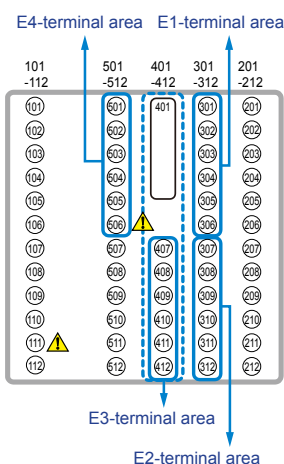 E4-terminal area E1-terminal area
101 501 401 301 201
-112 -512 -412 -312 -212
101 501 401 301 201
102 502 302 202
103 503 303 203
104 504 304 204
105 505 305 205
106 506 306 206
107 507 407 307 207
108 508 408 308 208
109 509 409 309 209
110 510 410 310 210
111 511 411 311 211
112 512 412 312 212
E3-terminal area
E2-terminal area